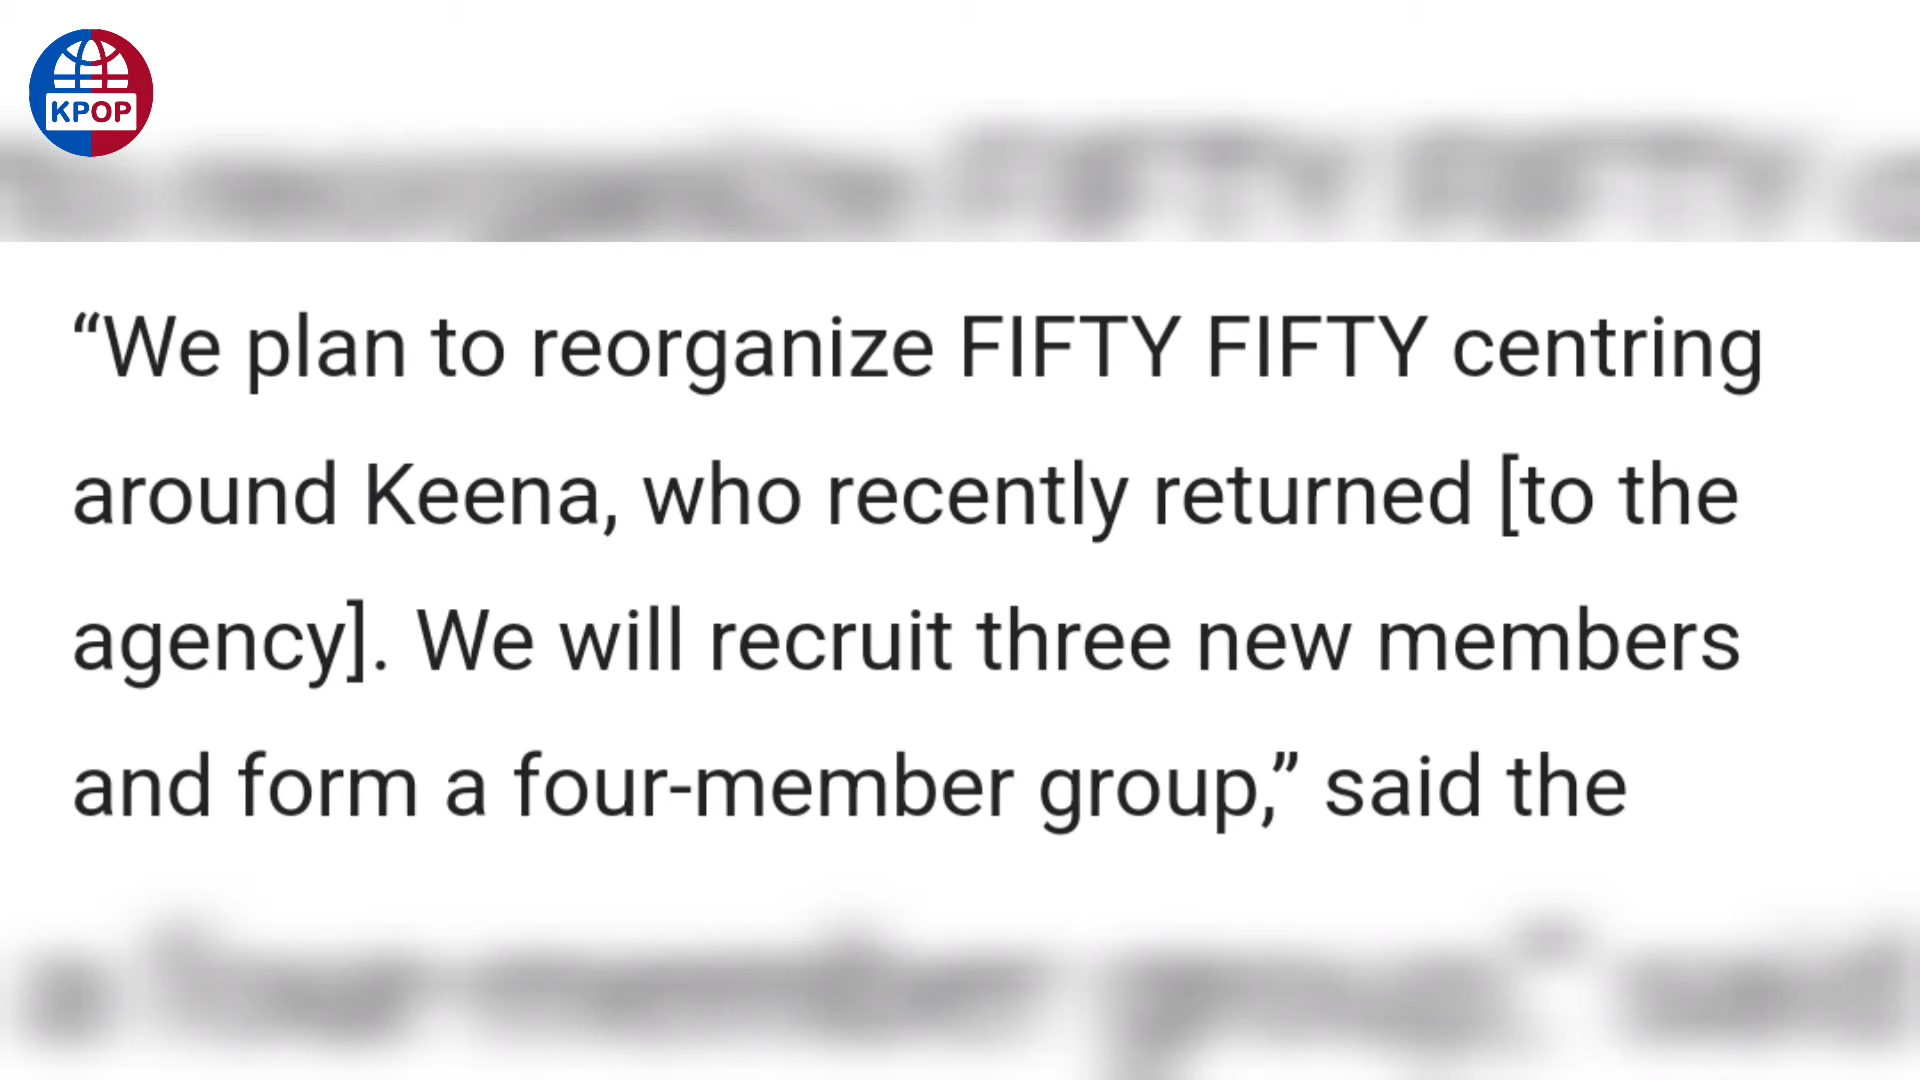 KPOP
“We plan to reorganize FIFTY FIFTY centring
around Keena, who recently returned [to the
agency]. We will recruit three new members
and form a four-member group,” said the